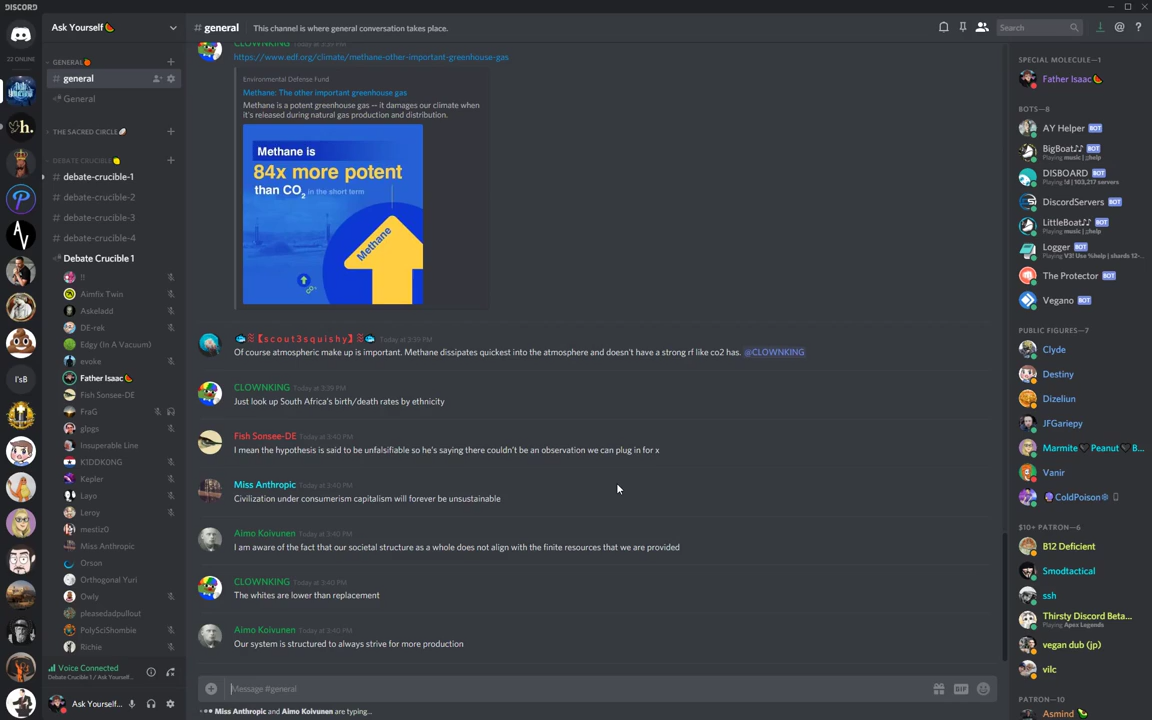 DISCORD
Ask Yourself
# general
This channel is where general conversation takes place.
Search
22 ONLINE
GENERAL
general
General
THE SACRED CIRCLE
DEBATE CRUCIBLE
debate-crucible-1
debate-crucible-2
debate-crucible-3
debate-crucible-4
Debate Crucible 1
!!
Aimfix Twin
Askeladd
DE-rek
Edgy (In A Vacuum)
evoke
Father Isaac
Fish Sonsee-DE
FraG
glpgs
Insuperable Line
K1DDK0NG
Kepler
Layo
Leroy
mestiz0
Miss Anthropic
Orson
Orthogonal Yuri
Owly
pleasedadpullout
PolySciShombie
Richie
Voice Connected
Debate Crucible 1 / Ask Yourself...
Ask Yourself...
h.
AV
I'sB
CLOWNKING Today at 3:39 PM
https://www.edf.org/climate/methane-other-important-greenhouse-gas
Environmental Defense Fund
Methane: The other important greenhouse gas
Methane is a potent greenhouse gas — it damages our climate when
it's released during natural gas production and distribution.
Methane is
84x more potent
than CO2 in the short term
Methane
【scout3squishy】 Today at 3:39 PM
Of course atmospheric make up is important. Methane dissipates quickest into the atmosphere and doesn't have a strong rf like co2 has. @CLOWNKING
CLOWNKING Today at 3:39 PM
Just look up South Africa's birth/death rates by ethnicity
Fish Sonsee-DE Today at 3:40 PM
I mean the hypothesis is said to be unfalsifiable so he's saying there couldn't be an observation we can plug in for x
Miss Anthropic Today at 3:40 PM
Civilization under consumerism capitalism will forever be unsustainable
Aimo Koivunen Today at 3:40 PM
I am aware of the fact that our societal structure as a whole does not align with the finite resources that we are provided
CLOWNKING Today at 3:40 PM
The whites are lower than replacement
Aimo Koivunen Today at 3:40 PM
Our system is structured to always strive for more production
Message #general
GIF
Miss Anthropic and Aimo Koivunen are typing...
SPECIAL MOLECULE—1
Father Isaac
BOTS—8
AY Helper BOT
BigBoat♪♪ BOT
Playing music | ;;help
DISBOARD BOT
Playing !d | 103,217 servers
DiscordServers BOT
LittleBoat♪♪ BOT
Playing music | ;;help
Logger BOT
Playing V3! Use %help | shards 12-...
The Protector BOT
Vegano BOT
PUBLIC FIGURES—7
Clyde
Destiny
Dizeliun
JFGariepy
Marmite Peanut B...
Vanir
ColdPoison
$10+ PATRON—6
B12 Deficient
Smodtactical
ssh
Thirsty Discord Beta...
Playing Apex Legends
vegan dub (jp)
vilc
PATRON—10
Asmind